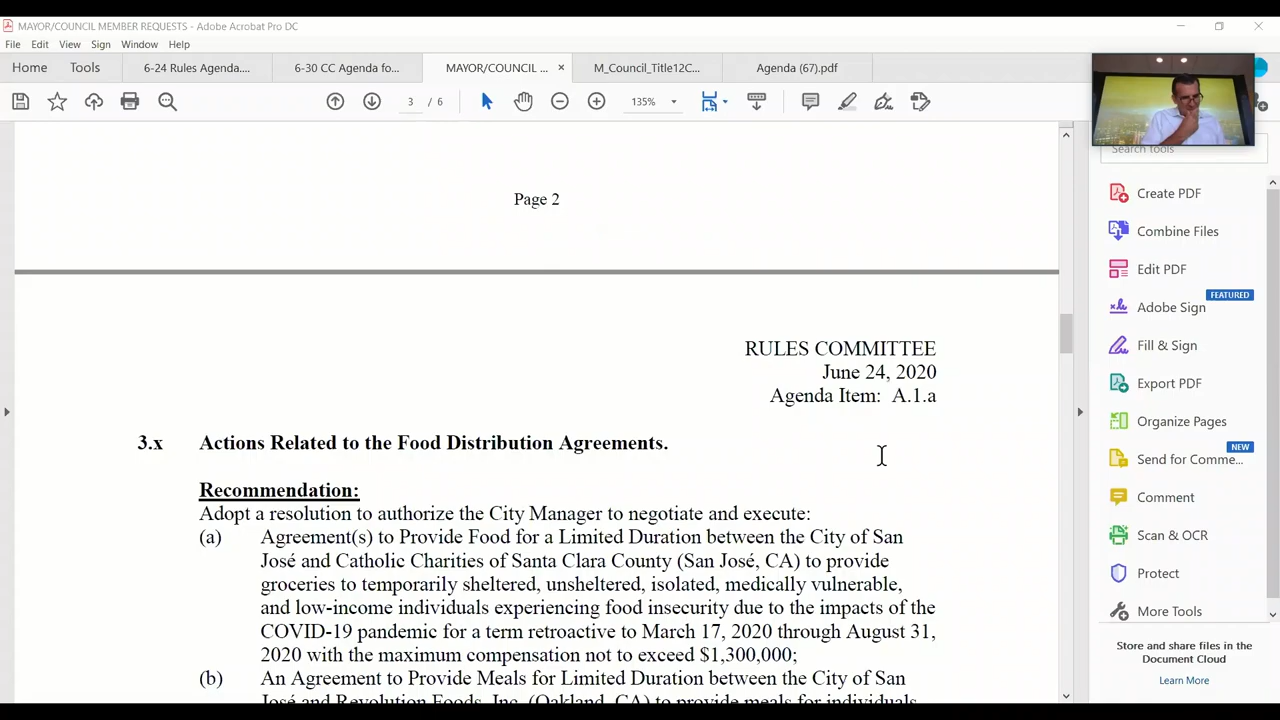 MAYOR/COUNCIL MEMBER REQUESTS - Adobe Acrobat Pro DC
File Edit View Sign Window Help
Home Tools 6-24 Rules Agenda.... 6-30 CC Agenda fo... MAYOR/COUNCIL ... × M_Council_Title12C... Agenda (67).pdf
3 / 6 135%
Search tools
Page 2
RULES COMMITTEE
June 24, 2020
Agenda Item: A.1.a
3.x Actions Related to the Food Distribution Agreements.
Recommendation:
Adopt a resolution to authorize the City Manager to negotiate and execute:
(a) Agreement(s) to Provide Food for a Limited Duration between the City of San
José and Catholic Charities of Santa Clara County (San José, CA) to provide
groceries to temporarily sheltered, unsheltered, isolated, medically vulnerable,
and low-income individuals experiencing food insecurity due to the impacts of the
COVID-19 pandemic for a term retroactive to March 17, 2020 through August 31,
2020 with the maximum compensation not to exceed $1,300,000;
(b) An Agreement to Provide Meals for Limited Duration between the City of San
José and Revolution Foods, Inc. (Oakland, CA) to provide meals for individuals
Create PDF
Combine Files
Edit PDF
FEATURED
Adobe Sign
Fill & Sign
Export PDF
Organize Pages
NEW
Send for Comme...
Comment
Scan & OCR
Protect
More Tools
Store and share files in the
Document Cloud
Learn More